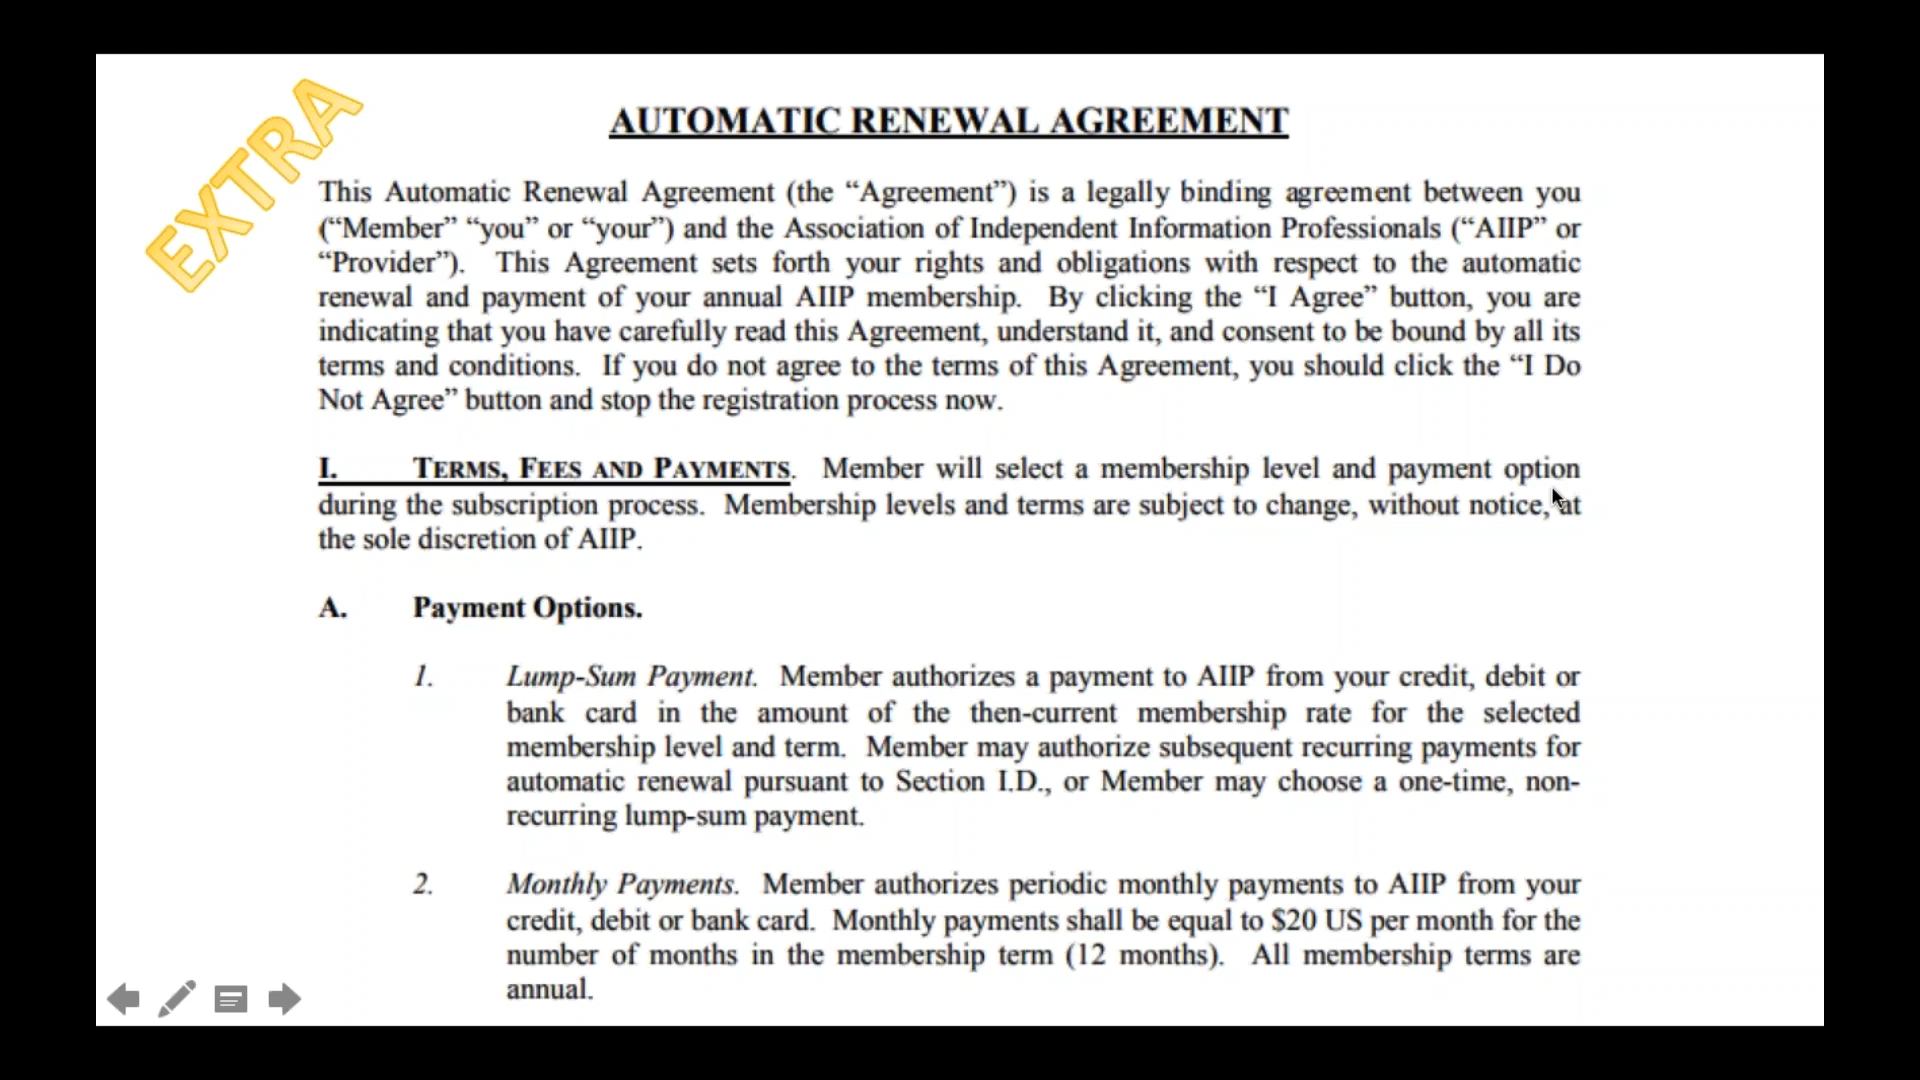 EXTRA
AUTOMATIC RENEWAL AGREEMENT
This Automatic Renewal Agreement (the “Agreement”) is a legally binding agreement between you
(“Member” “you” or “your”) and the Association of Independent Information Professionals (“AIIP” or
“Provider”). This Agreement sets forth your rights and obligations with respect to the automatic
renewal and payment of your annual AIIP membership. By clicking the “I Agree” button, you are
indicating that you have carefully read this Agreement, understand it, and consent to be bound by all its
terms and conditions. If you do not agree to the terms of this Agreement, you should click the “I Do
Not Agree” button and stop the registration process now.
I. TERMS, FEES AND PAYMENTS. Member will select a membership level and payment option
during the subscription process. Membership levels and terms are subject to change, without notice, at
the sole discretion of AIIP.
A. Payment Options.
1. Lump-Sum Payment. Member authorizes a payment to AIIP from your credit, debit or
bank card in the amount of the then-current membership rate for the selected
membership level and term. Member may authorize subsequent recurring payments for
automatic renewal pursuant to Section I.D., or Member may choose a one-time, non-
recurring lump-sum payment.
2. Monthly Payments. Member authorizes periodic monthly payments to AIIP from your
credit, debit or bank card. Monthly payments shall be equal to $20 US per month for the
number of months in the membership term (12 months). All membership terms are
annual.